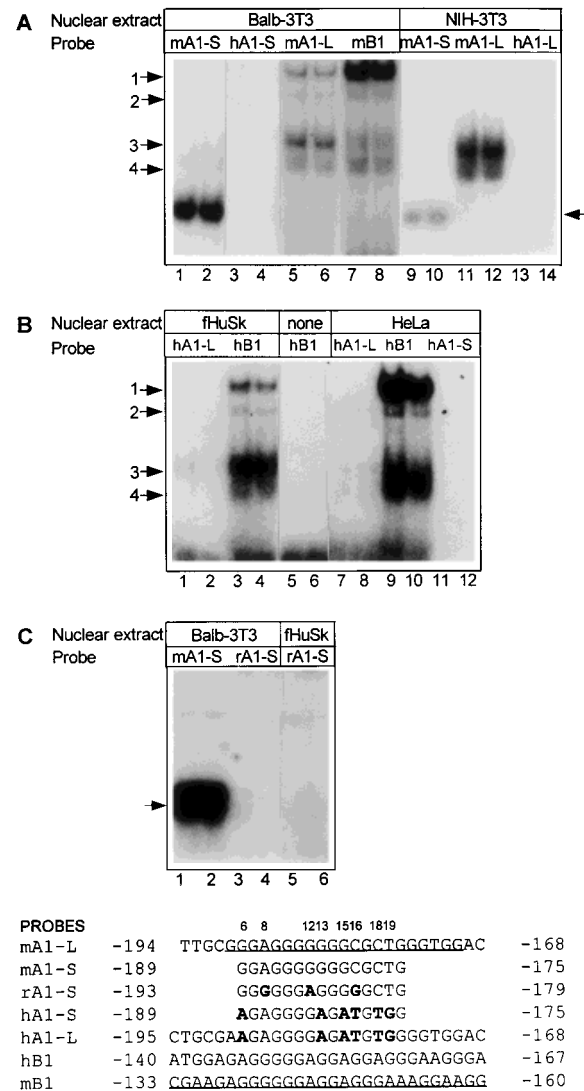 A Nuclear extract Balb-3T3 NIH-3T3
Probe mA1-S hA1-S mA1-L mB1 mA1-S mA1-L hA1-L
1
2
3
4
1 2 3 4 5 6 7 8 9 10 11 12 13 14
B Nuclear extract fHuSk none HeLa
Probe hA1-L hB1 hB1 hA1-L hB1 hA1-S
1
2
3
4
1 2 3 4 5 6 7 8 9 10 11 12
C Nuclear extract Balb-3T3 fHuSk
Probe mA1-S rA1-S rA1-S
1 2 3 4 5 6
PROBES 6 8 1213 1516 1819
mA1-L -194 TTGCGGGAGGGGGGGCGCTGGGTGGAC -168
mA1-S -189 GGAGGGGGGGCGCTG -175
rA1-S -193 GGGGGGAGGGGGCTG -179
hA1-S -189 AGAGGGGAGATGTGG -175
hA1-L -195 CTGCGAAGAGGGGAGATGTGGGGTGGAC -168
hB1 -140 ATGGAGAGGGGGAGGAGGAGGGAAGGGA -167
mB1 -133 CGAAGAGGGGGGAGGAGGGAAAGGAAGG -160